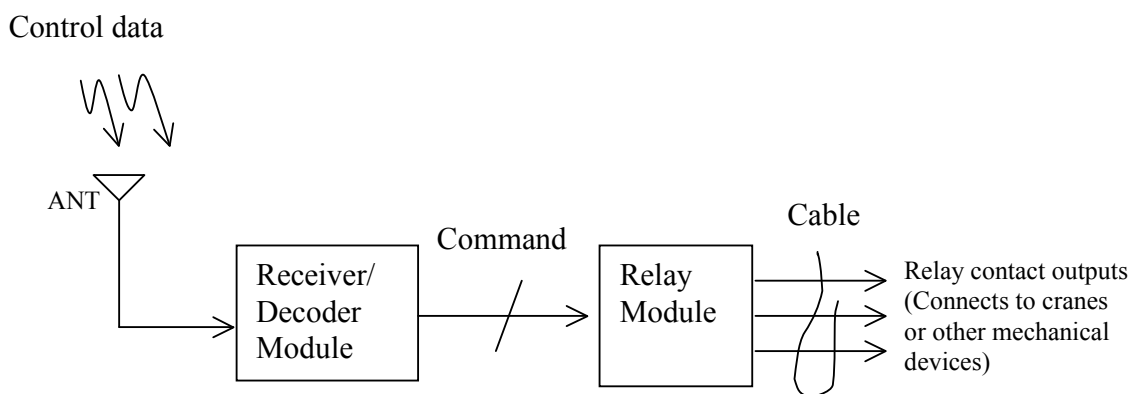 Control data
ANT
Receiver/
Decoder
Module
Command
Relay
Module
Cable
Relay contact outputs
(Connects to cranes
or other mechanical
devices)